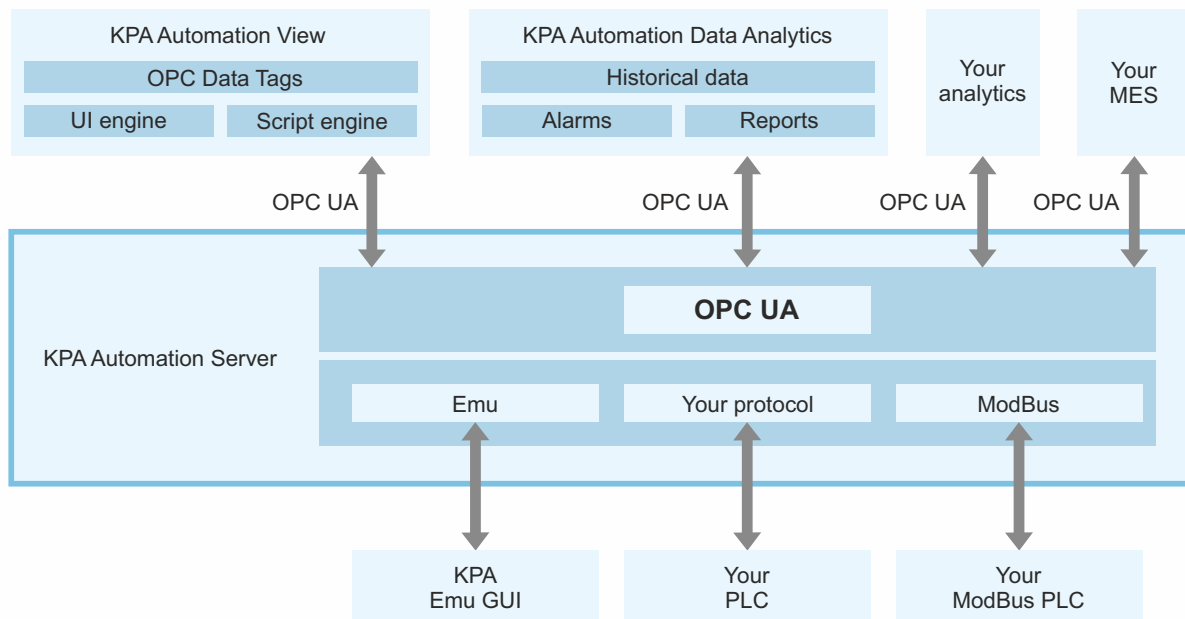 KPA Automation View
OPC Data Tags
UI engine
Script engine
KPA Automation Data Analytics
Historical data
Alarms
Reports
Your
analytics
Your
MES
OPC UA
OPC UA
OPC UA
OPC UA
KPA Automation Server
OPC UA
Emu
Your protocol
ModBus
KPA
Emu GUI
Your
PLC
Your
ModBus PLC